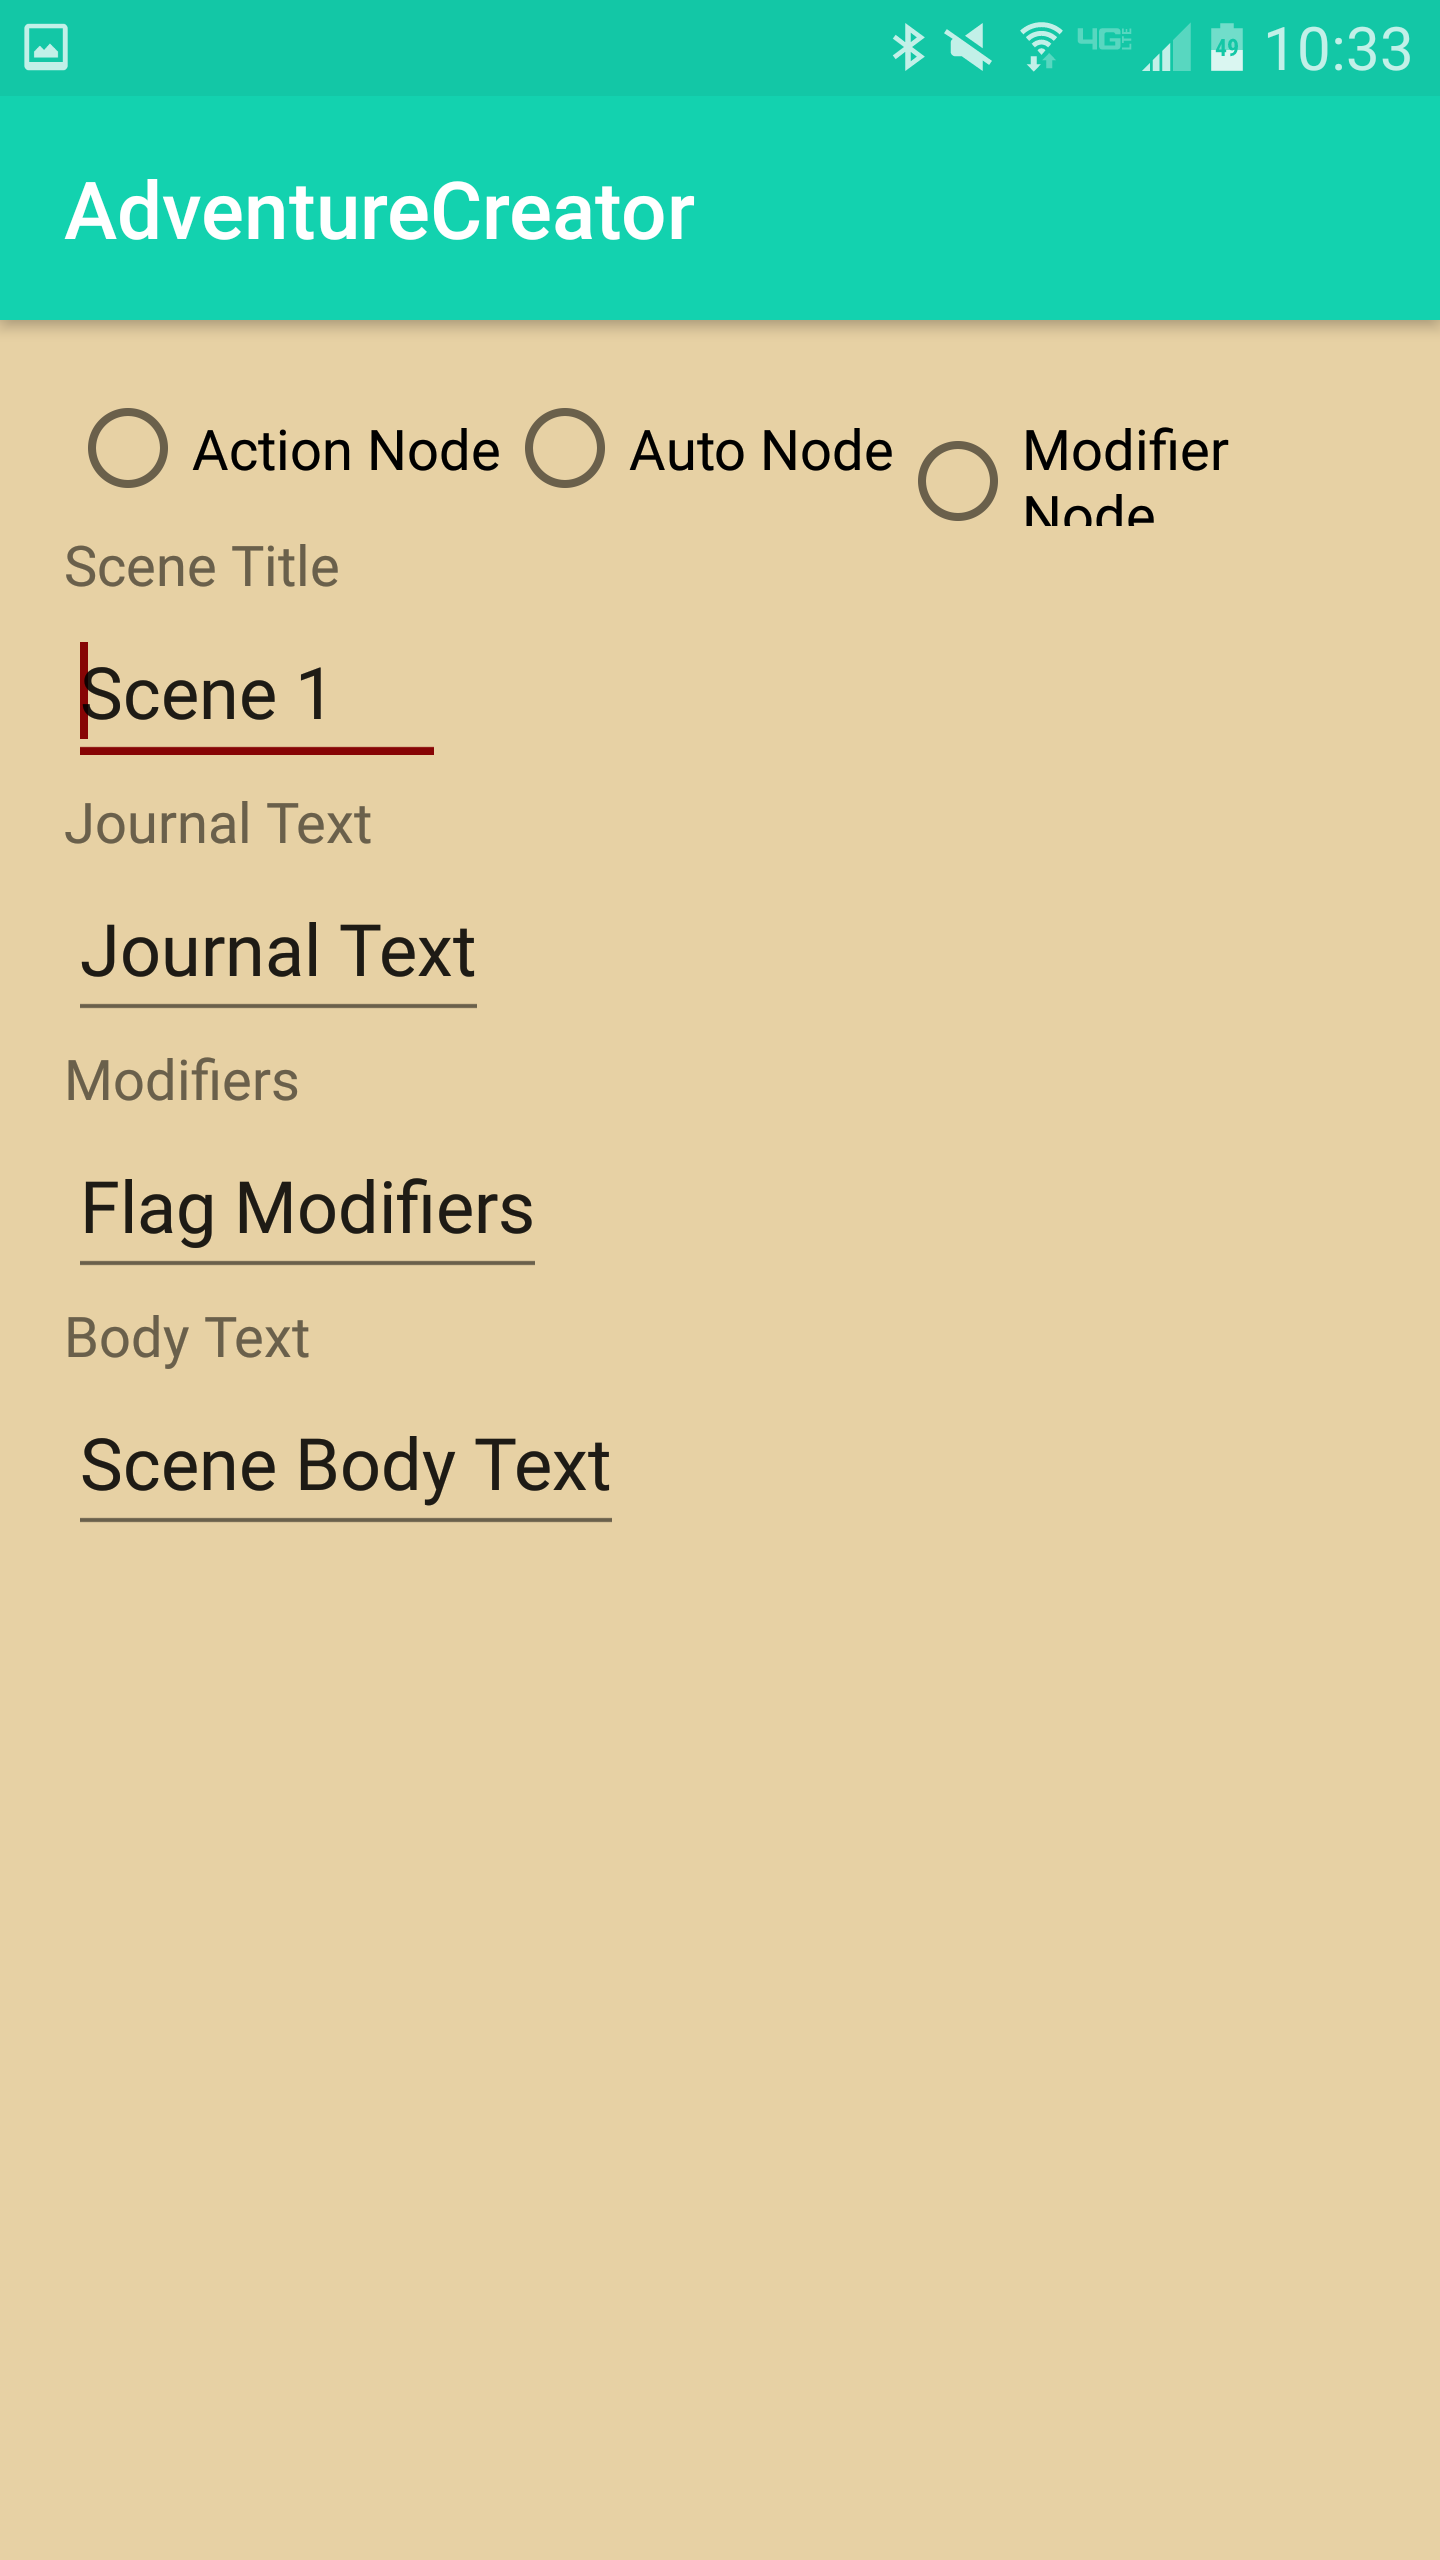 49 10:33
4G LTE
AdventureCreator
Action Node
Auto Node
Modifier
Node
Scene Title
Scene 1
Journal Text
Journal Text
Modifiers
Flag Modifiers
Body Text
Scene Body Text